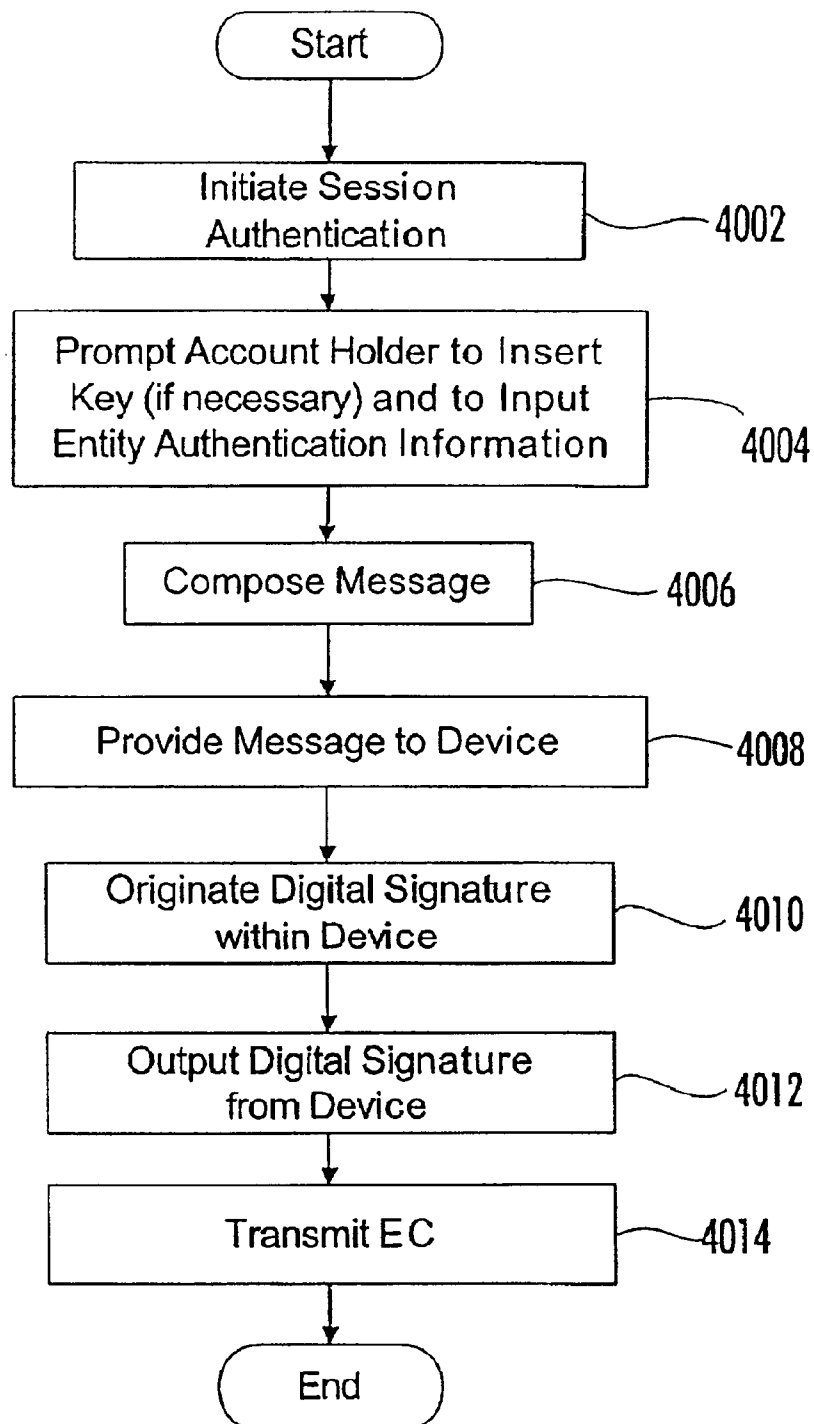 Start
Initiate Session
Authentication
4002
Prompt Account Holder to Insert
Key (if necessary) and to Input
Entity Authentication Information
4004
Compose Message
4006
Provide Message to Device
4008
Originate Digital Signature
within Device
4010
Output Digital Signature
from Device
4012
Transmit EC
4014
End